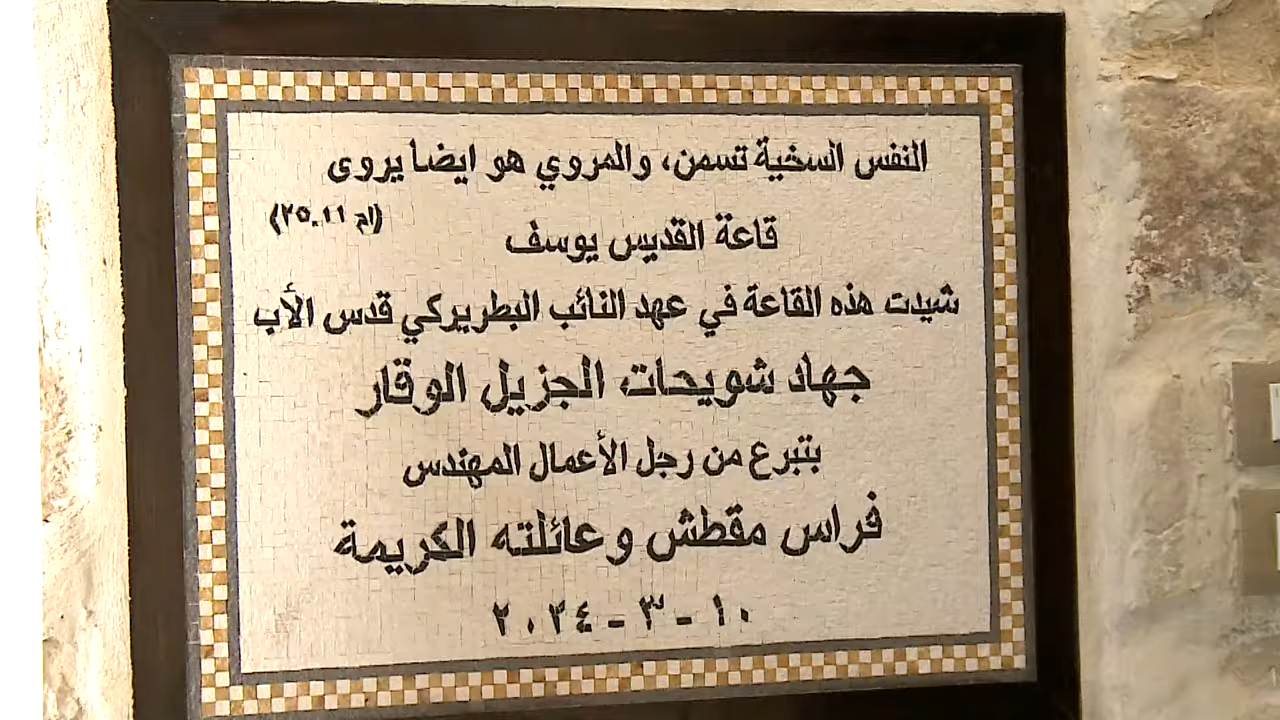 النفس السخية تسمن، والمروي هو ايضا يروى
(ام ١١. ٢٥)
قاعة القديس يوسف
شيدت هذه القاعة في عهد النائب البطريركي قدس الأب
جهاد شويحات الجزيل الوقار
بتبرع من رجل الأعمال المهندس
فراس مقطش وعائلته الكريمة
١٠ - ٣ - ٢٠٢٤